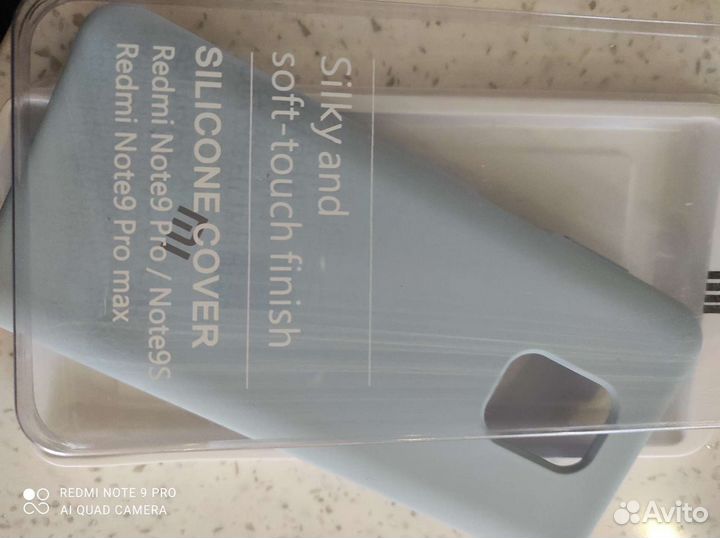 Silky and
soft-touch finish
SILICONE COVER
Redmi Note9 Pro / Note9S
Redmi Note9 Pro max
REDMI NOTE 9 PRO
AI QUAD CAMERA
Avito